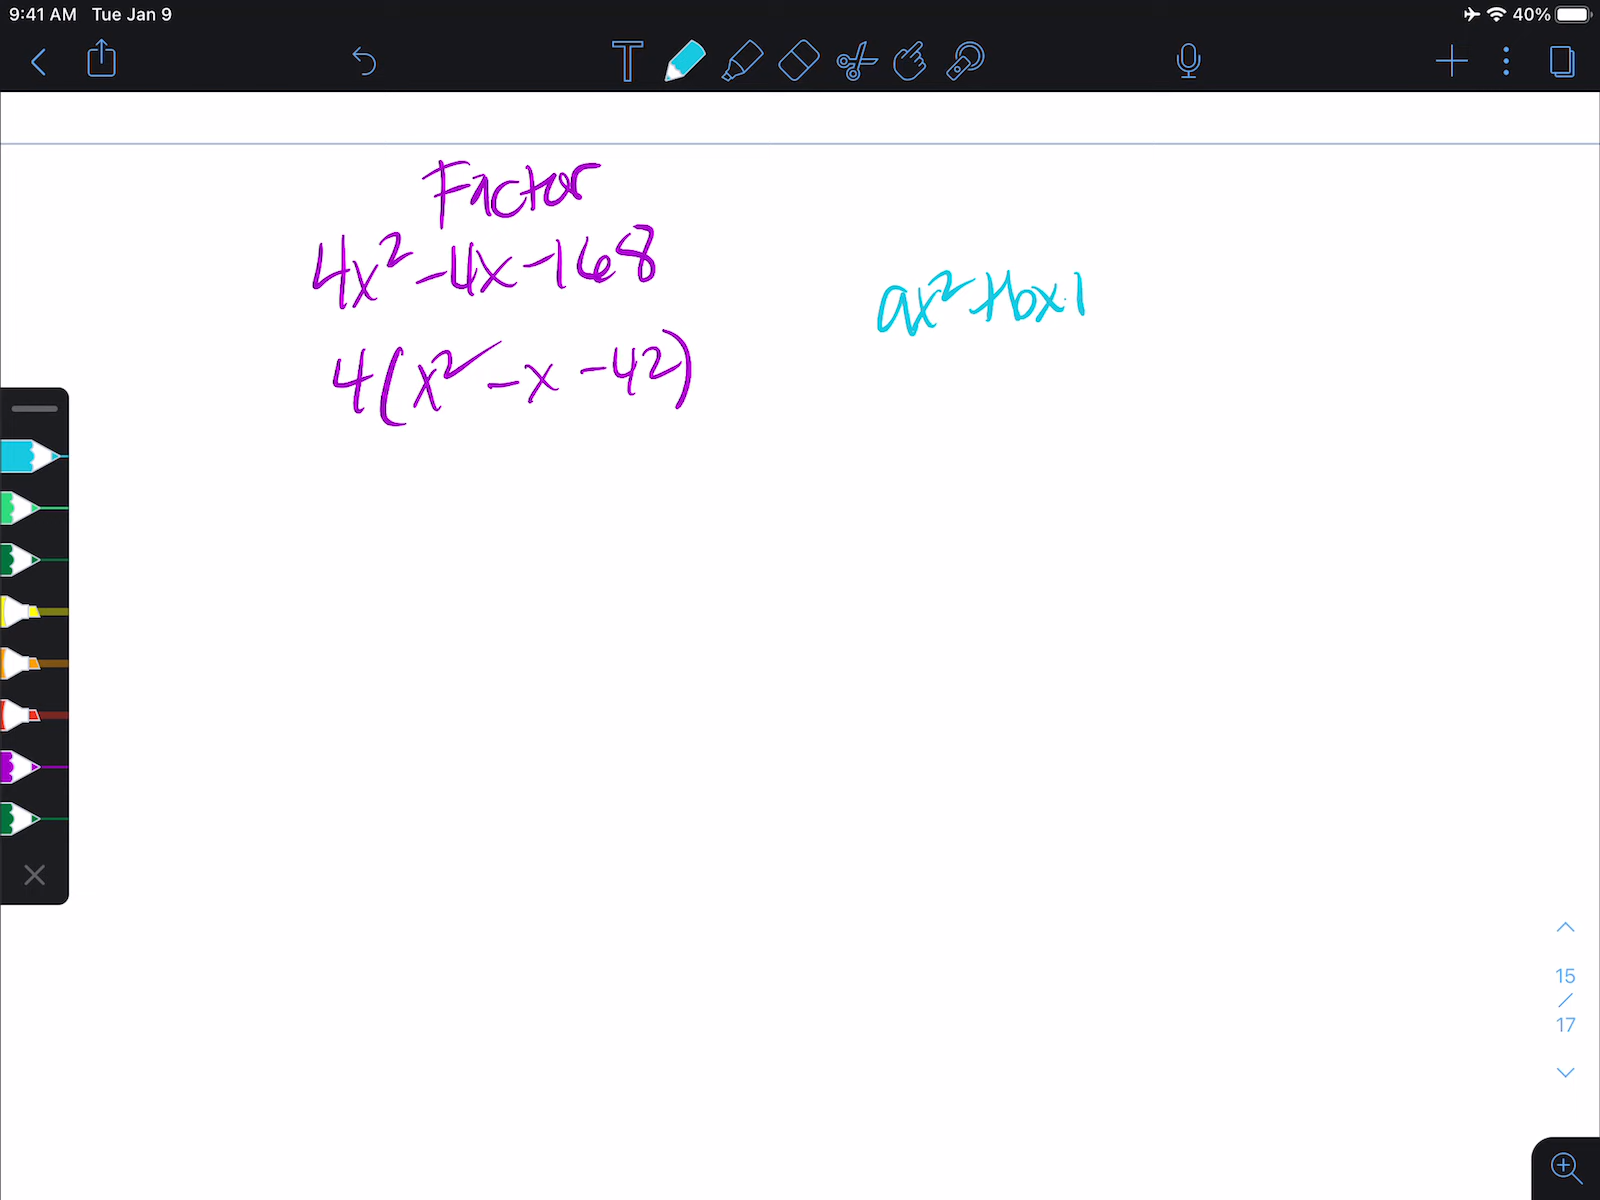 9:41 AM Tue Jan 9
40%
T
Factor
4x² -4x -168
ax² +bx
4(x² -x -42)
15
/
17